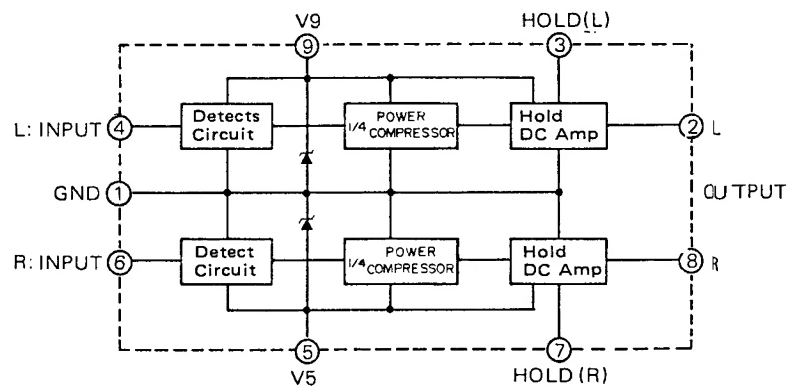 V9
HOLD(L)
9
3
L: INPUT 4
Detects
Circuit
1/4 POWER
COMPRESSOR
Hold
DC Amp
2 L
GND 1
OUTPUT
R: INPUT 6
Detect
Circuit
1/4 POWER
COMPRESSOR
Hold
DC Amp
8 R
5
7
V5
HOLD (R)